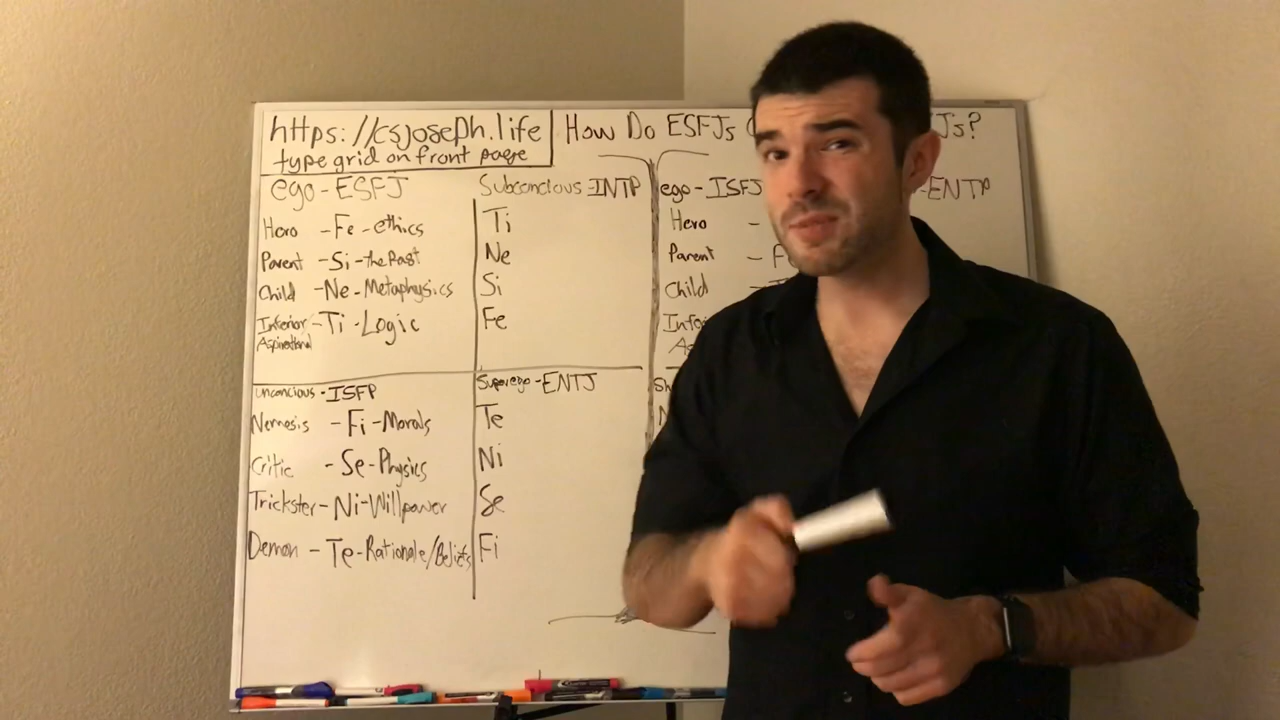 https://csjoseph.life
type grid on front page
How Do ESFJs
Js?
ego - ESFJ
Subconcious - INTP
Hero - Fe - ethics
Ti
Parent - Si - the Past
Ne
Child - Ne - Metaphysics
Si
Inferior - Ti - Logic
Aspirational
Fe
Unconcious - ISFP
Superego - ENTJ
Nemesis - Fi - Morals
Te
Critic - Se - Physics
Ni
Trickster - Ni - Willpower
Se
Demon - Te - Rationale/Beliefs
Fi
ego - ISFJ
-ENTP
Hero -
Parent - F
Child -